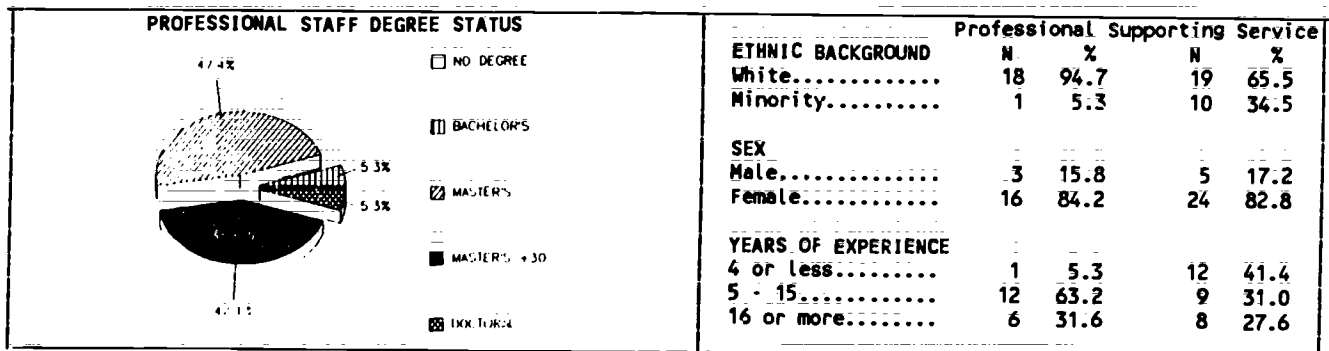 PROFESSIONAL STAFF DEGREE STATUS
47.4%
NO DEGREE
BACHELOR'S
5.3%
MASTER'S
5.3%
MASTER'S +30
DOCTORAL
Professional Supporting Service
ETHNIC BACKGROUND N % N %
White............. 18 94.7 19 65.5
Minority.......... 1 5.3 10 34.5
SEX
Male.............. 3 15.8 5 17.2
Female............ 16 84.2 24 82.8
YEARS OF EXPERIENCE
4 or less......... 1 5.3 12 41.4
5 - 15............ 12 63.2 9 31.0
16 or more........ 6 31.6 8 27.6